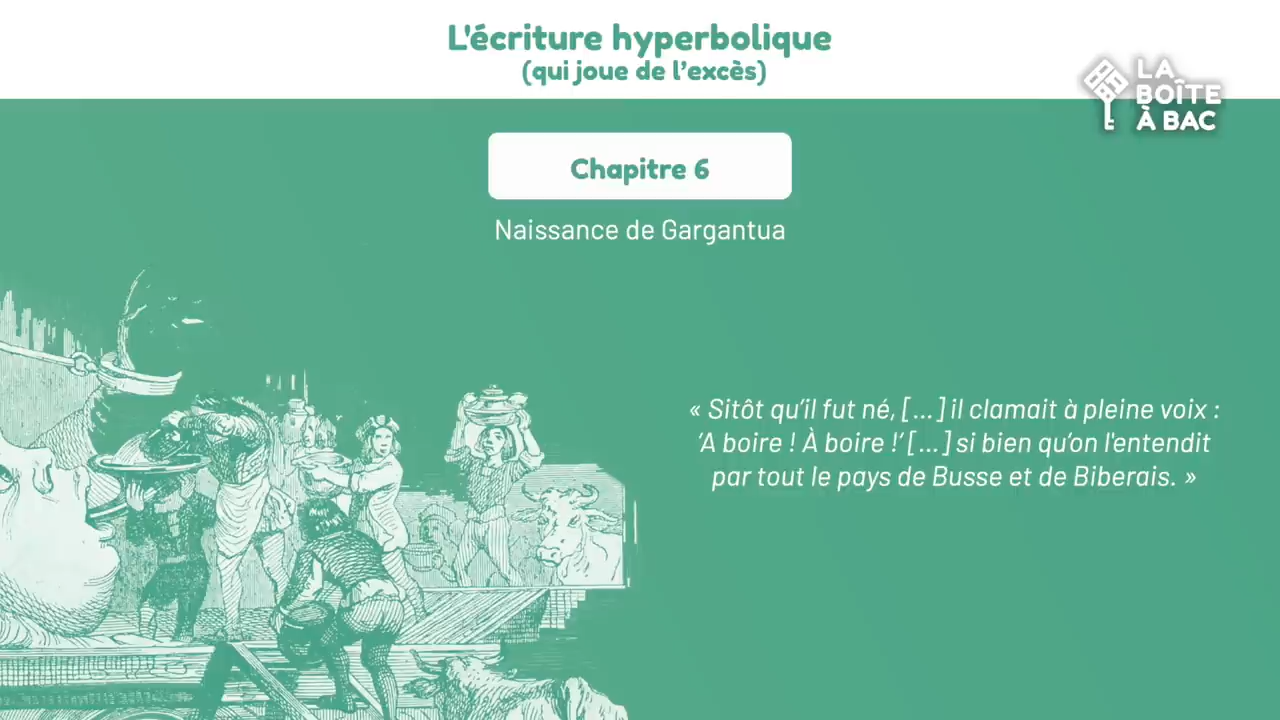 L'écriture hyperbolique
(qui joue de l’excès)
LA
BOÎTE
À BAC
Chapitre 6
Naissance de Gargantua
« Sitôt qu’il fut né, [...] il clamait à pleine voix :
‘A boire ! À boire !’ [...] si bien qu’on l'entendit
par tout le pays de Busse et de Biberais. »